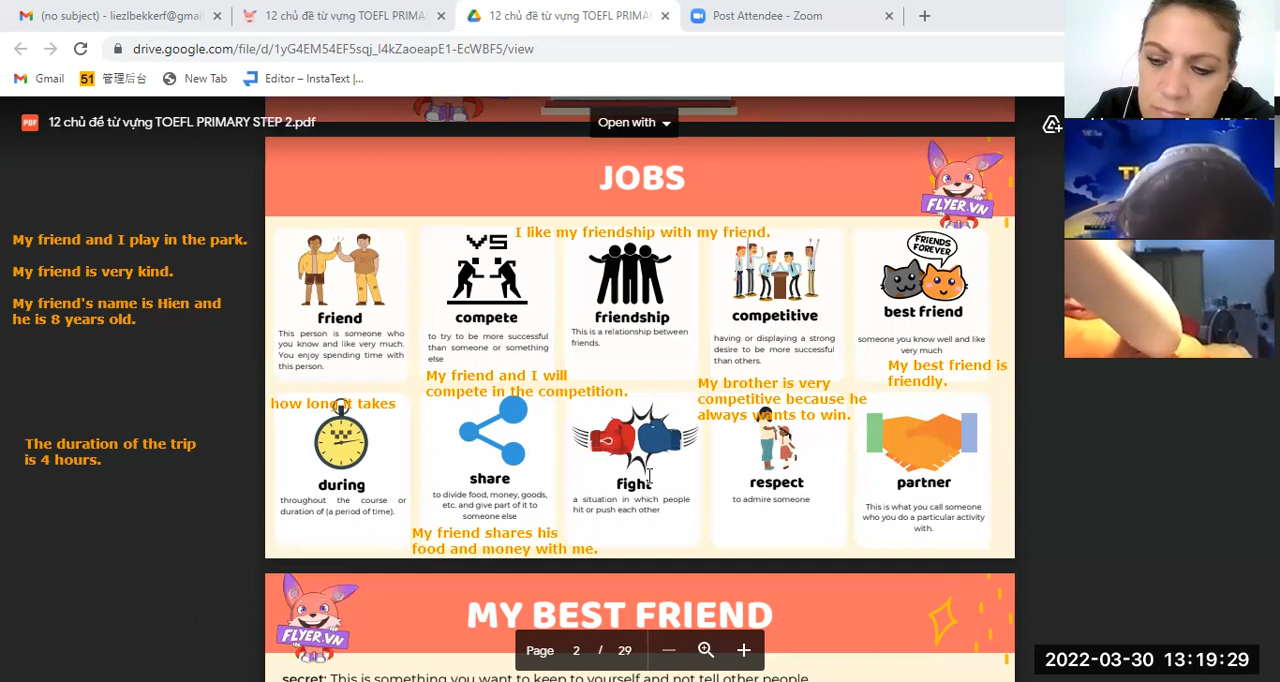 (no subject) - liezlbekkerf@gmai
12 chủ đề từ vựng TOEFL PRIMA
12 chủ đề từ vựng TOEFL PRIMA
Post Attendee - Zoom
drive.google.com/file/d/1yG4EM54EF5sqj_I4kZaoeapE1-EcWBF5/view
Gmail
51 管理后台
New Tab
Editor – InstaText |...
PDF 12 chủ đề từ vựng TOEFL PRIMARY STEP 2.pdf
Open with
JOBS
FLYER.VN
My friend and I play in the park.
My friend is very kind.
My friend's name is Hien and
he is 8 years old.
I like my friendship with my friend.
VS
FRIENDS
FOREVER
friend
This person is someone who
you know and like very much.
You enjoy spending time with
this person.
compete
to try to be more successful
than someone or something
else
friendship
This is a relationship between
friends.
competitive
having or displaying a strong
desire to be more successful
than others.
best friend
someone you know well and like
very much
My friend and I will
compete in the competition.
My brother is very
competitive because he
always wants to win.
My best friend is
friendly.
how long it takes
The duration of the trip
is 4 hours.
during
throughout the course or
duration of (a period of time).
share
to divide food, money, goods,
etc. and give part of it to
someone else
fight
a situation in which people
hit or push each other
respect
to admire someone
partner
This is what you call someone
who you do a particular activity
with.
My friend shares his
food and money with me.
MY BEST FRIEND
FLYER.VN
Page 2 / 29
secret: This is something you want to keep to yourself and not tell other people.
2022-03-30 13:19:29